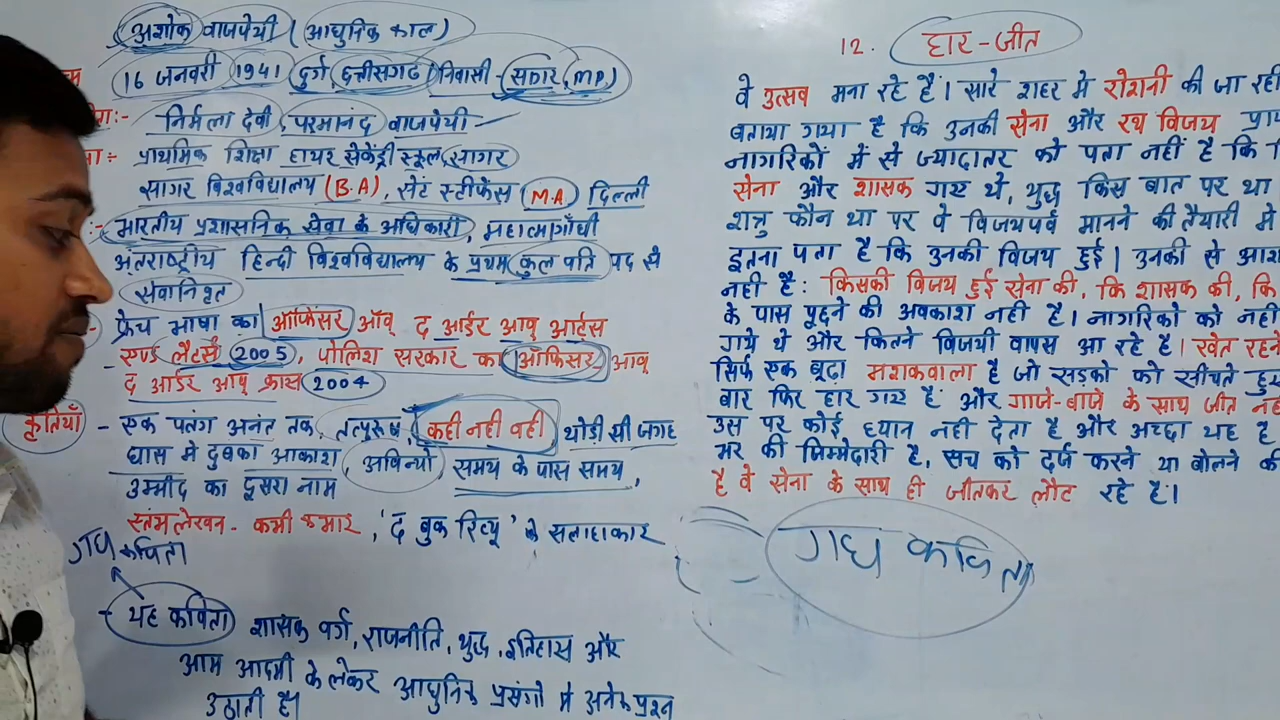 अशोक वाजपेयी (आधुनिक काल)
16 जनवरी 1941 दुर्ग छत्तीसगढ निवासी - सागर, M.P)
:- निर्मला देवी, परमानंद वाजपेयी
:- प्राथमिक शिक्षा हायर सेकेंड्री स्कूल, सागर
सागर विश्वविद्यालय (B.A), सेंट स्टीफेंस (M.A) दिल्ली
:- भारतीय प्रशासनिक सेवा के अधिकारी, महात्मागाँधी
अंतराष्ट्रीय हिन्दी विश्वविद्यालय के प्रथम कुल पति पद से
सेवानिवृत
- फ्रेंच भाषा का ऑफिसर ऑव् द आर्डर आव् आर्टस
एण्ड लैटर्स 2005, पोलिश सरकार का ऑफिसर आव्
द आर्डर आव् क्रास 2004
कृतियाँ - एक पतंग अनंत तक, तत्पुरुष, कही नही वही थोडी सी जगह
घास मे दुबका आकाश, अविन्यो, समय के पास समय,
उम्मीद का दूसरा नाम
स्तंभलेखन - कभी कभार, 'द बुक रिव्यू' के सलाहाकार
गद्य कविता
- यह कविता शासक वर्ग, राजनीति, युद्ध, इतिहास और
आम आदमी के लेकर आधुनिक प्रसंगो मे अनेक प्रश्न
उठाती है।
12. हार-जीत
वे उत्सव मना रहे है। सारे शहर मे रोशनी की जा रही
बताया गया है कि उनकी सेना और रथ विजय
नागरिकों में से ज्यादातर को पता नहीं है कि
सेना और शासक गए थे, युद्ध किस बात पर था
शत्रु कौन था पर वे विजयपर्व मानने की तैयारी मे
इतना पता है कि उनकी विजय हुई। उनकी से
नही है: किसकी विजय हुई सेना की, कि शासक की, कि
के पास पूछने की अवकाश नही है। नागरिको को नही
गये थे और कितने विजयी वापस आ रहे है। खेत रहने
सिर्फ एक बूढा मशकवाला है जो सड़को को सींचते हुए
बार फिर हार गए है और गाजे-बाजे के साथ जीत नही
उस पर कोई ध्यान नही देता है और अच्छा यह है
भर की जिम्मेदारी है, सच को दर्ज करने या बोलने की
है वे सेना के साथ ही जीतकर लौट रहे है।
गद्य कविता